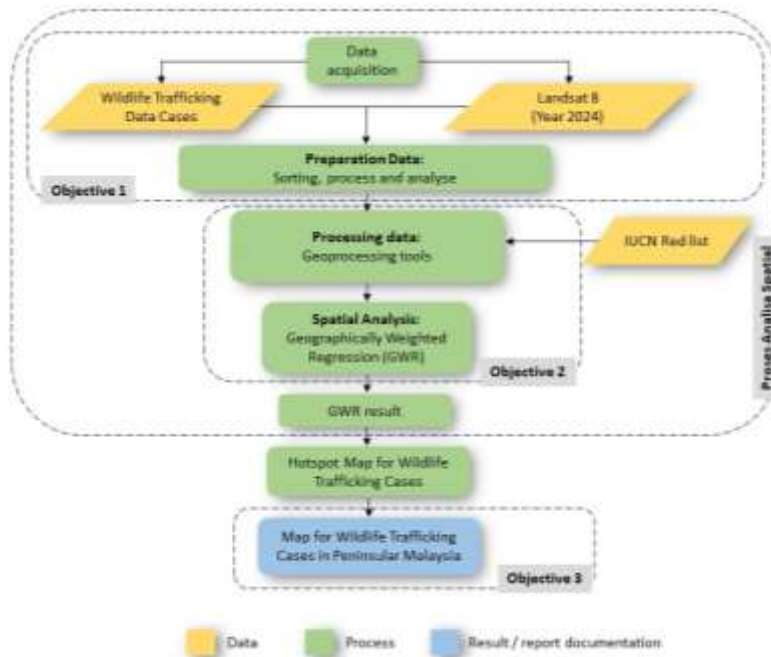 Data
acquisition
Wildlife Trafficking
Data Cases
Landsat 8
(Year 2024)
Preparation Data:
Sorting, process and analyse
Objective 1
Processing data:
Geoprocessing tools
IUCN Red list
Spatial Analysis:
Geographically Weighted
Regression (GWR)
Objective 2
Proses Analisa Spatial
GWR result
Hotspot Map for Wildlife
Trafficking Cases
Map for Wildlife Trafficking
Cases in Peninsular Malaysia
Objective 3
Data
Process
Result / report documentation